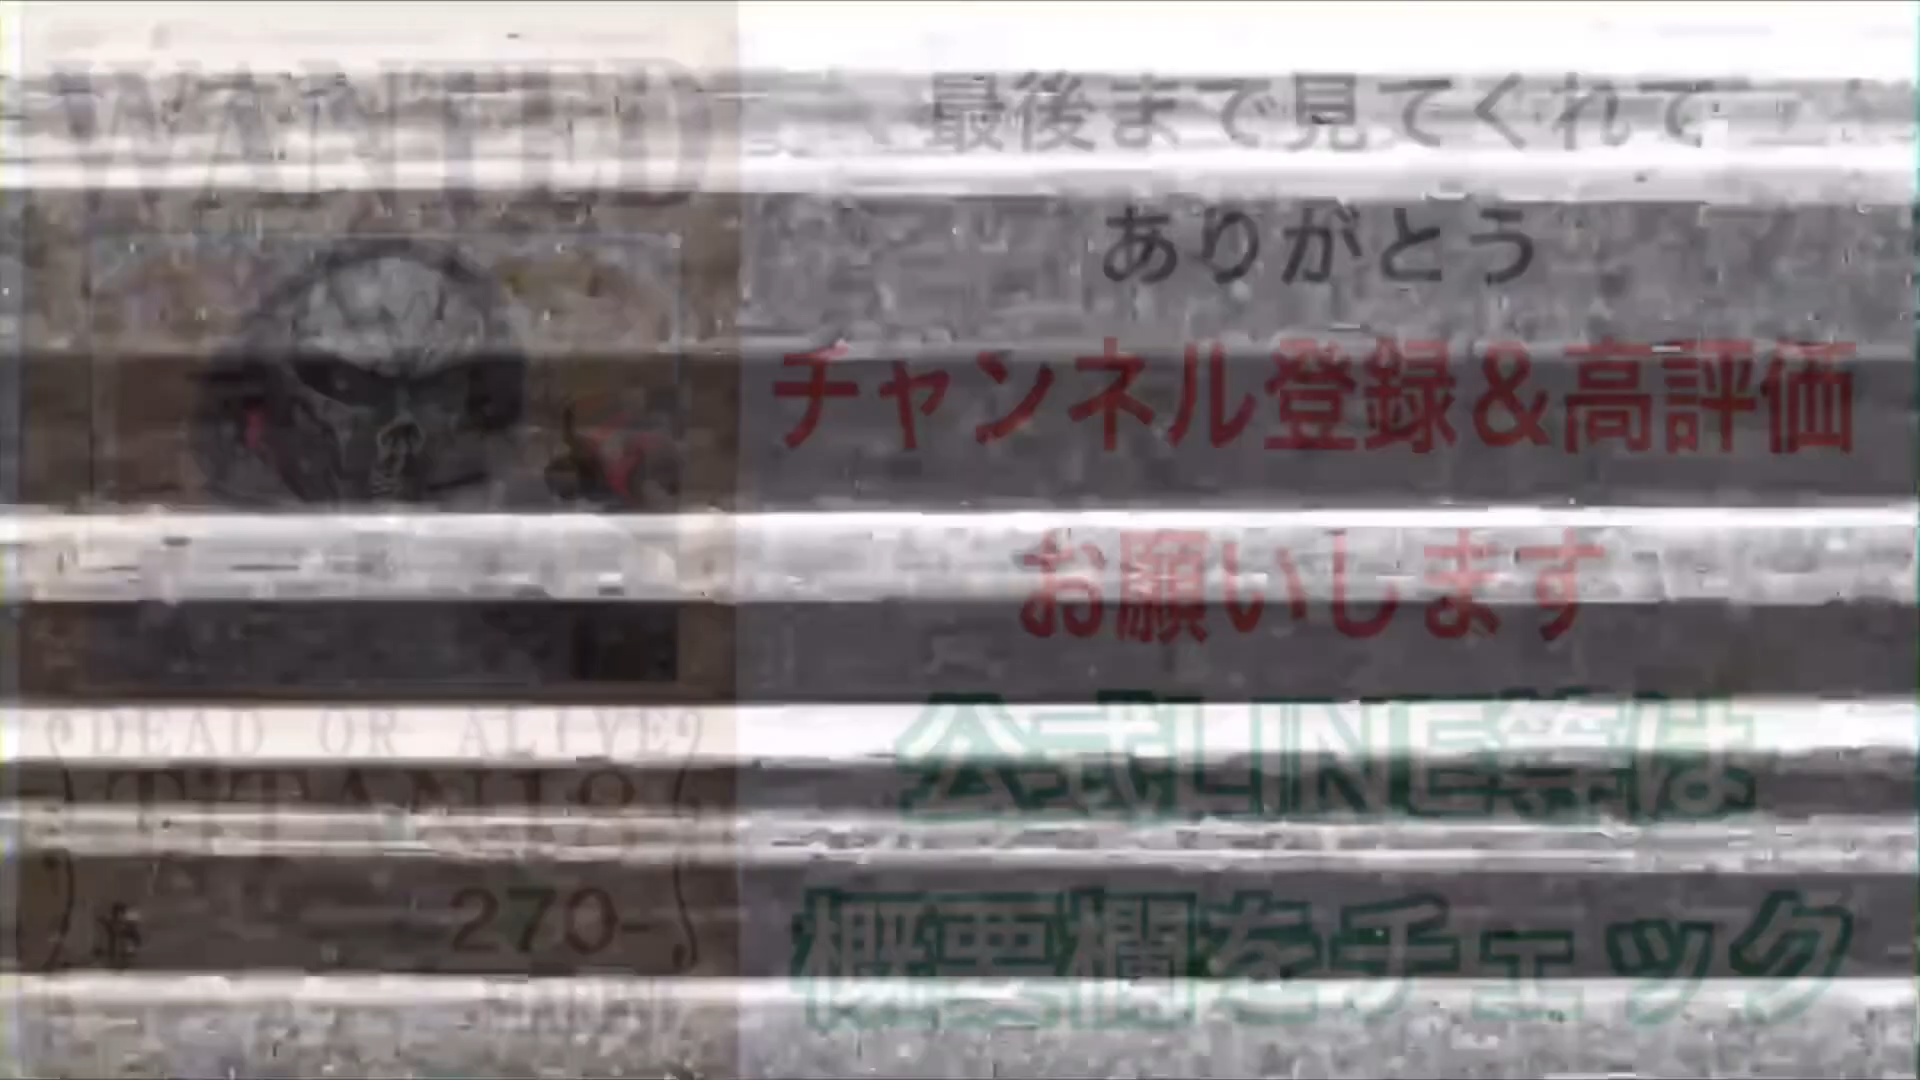 WANTED
DEAD OR ALIVE
270-
最後まで見てくれて
ありがとう
チャンネル登録&高評価
お願いします
公式LINE等は
概要欄をチェック